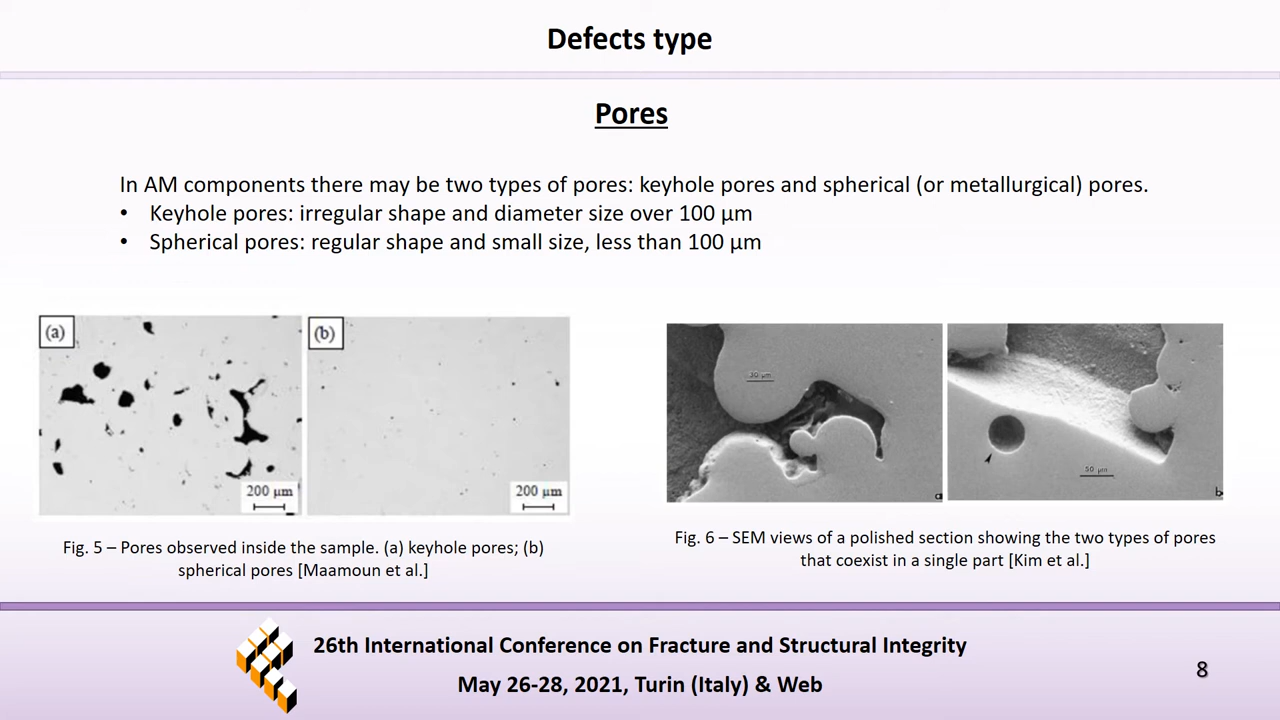 Defects type
Pores
In AM components there may be two types of pores: keyhole pores and spherical (or metallurgical) pores.
• Keyhole pores: irregular shape and diameter size over 100 μm
• Spherical pores: regular shape and small size, less than 100 μm
(a)
(b)
200 μm
200 μm
30 μm
50 μm
a
b
Fig. 5 – Pores observed inside the sample. (a) keyhole pores; (b)
spherical pores [Maamoun et al.]
Fig. 6 – SEM views of a polished section showing the two types of pores
that coexist in a single part [Kim et al.]
26th International Conference on Fracture and Structural Integrity
May 26-28, 2021, Turin (Italy) & Web
8